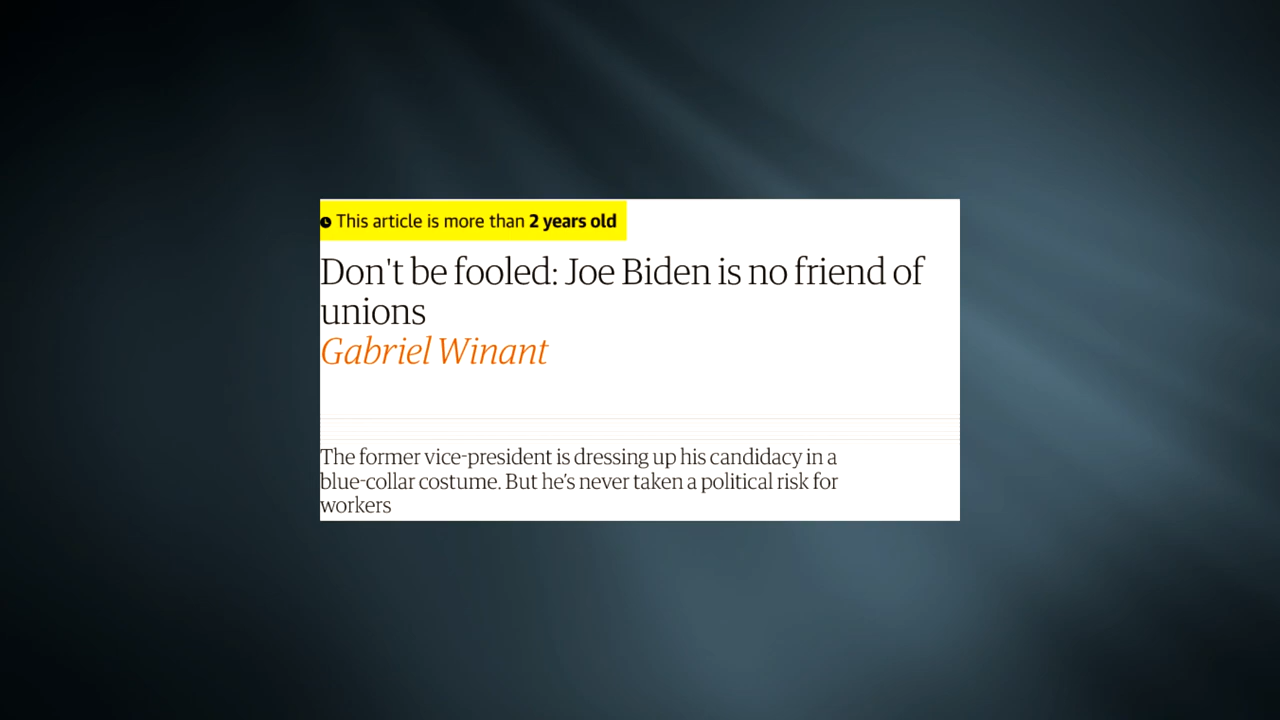 This article is more than 2 years old
Don't be fooled: Joe Biden is no friend of
unions
Gabriel Winant
The former vice-president is dressing up his candidacy in a
blue-collar costume. But he’s never taken a political risk for
workers